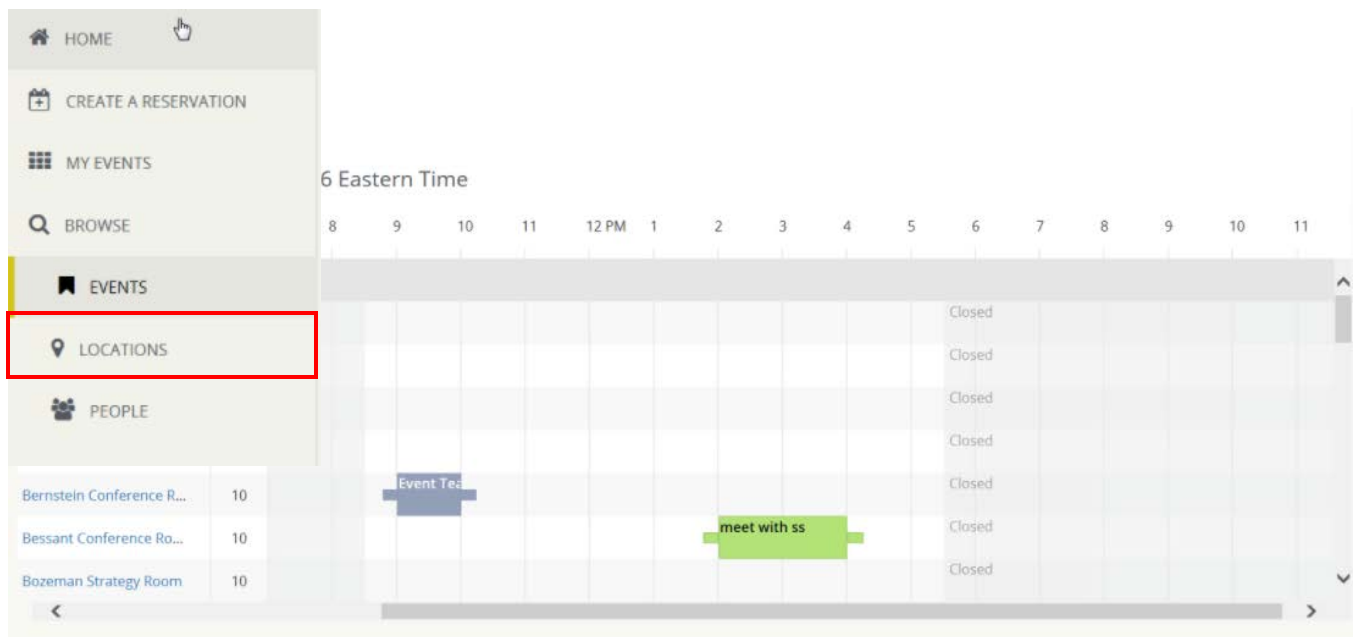 HOME
CREATE A RESERVATION
MY EVENTS
6 Eastern Time
BROWSE
8 9 10 11 12 PM 1 2 3 4 5 6 7 8 9 10 11
EVENTS
Closed
LOCATIONS
Closed
Closed
PEOPLE
Closed
Bernstein Conference R... 10 Event Tea Closed
Bessant Conference Ro... 10 meet with ss Closed
Bozeman Strategy Room 10 Closed